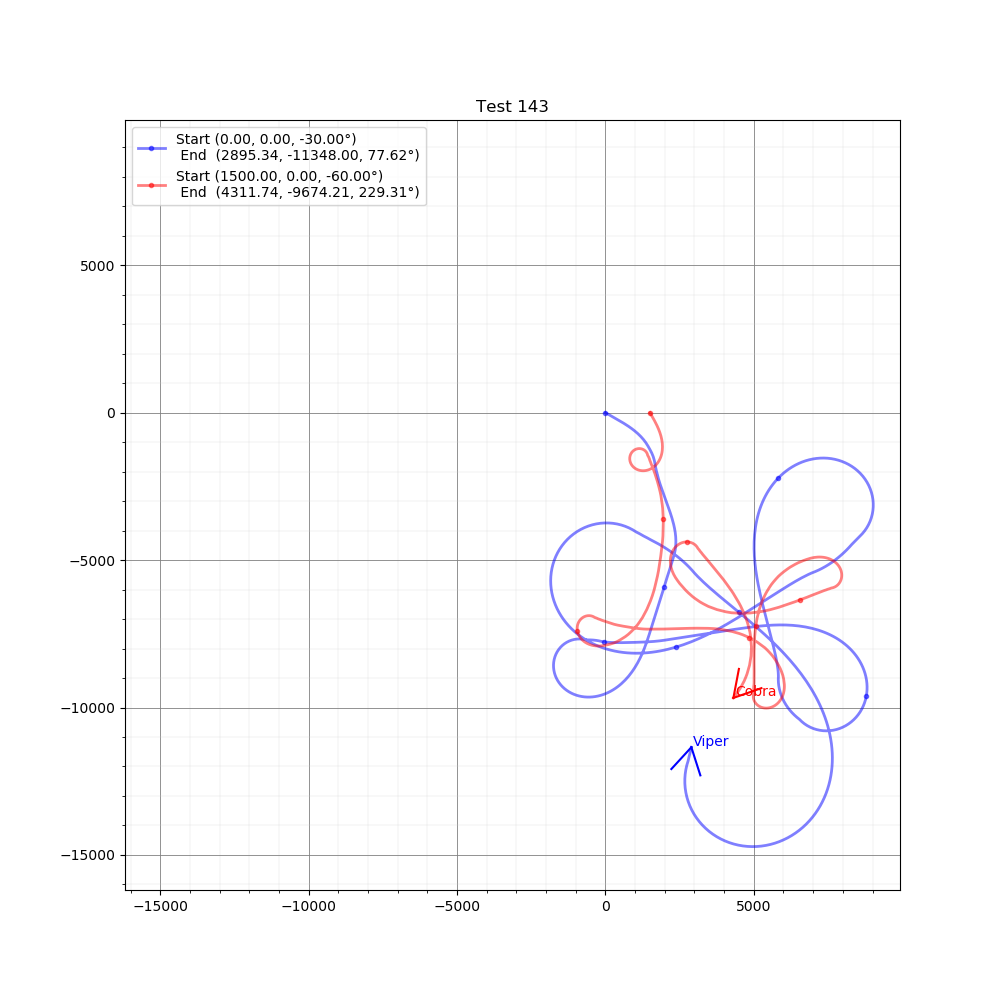 Test 143
Start (0.00, 0.00, -30.00°)
End  (2895.34, -11348.00, 77.62°)
Start (1500.00, 0.00, -60.00°)
End  (4311.74, -9674.21, 229.31°)
5000
0
−5000
−10000
−15000
Cobra
Viper
−15000
−10000
−5000
0
5000